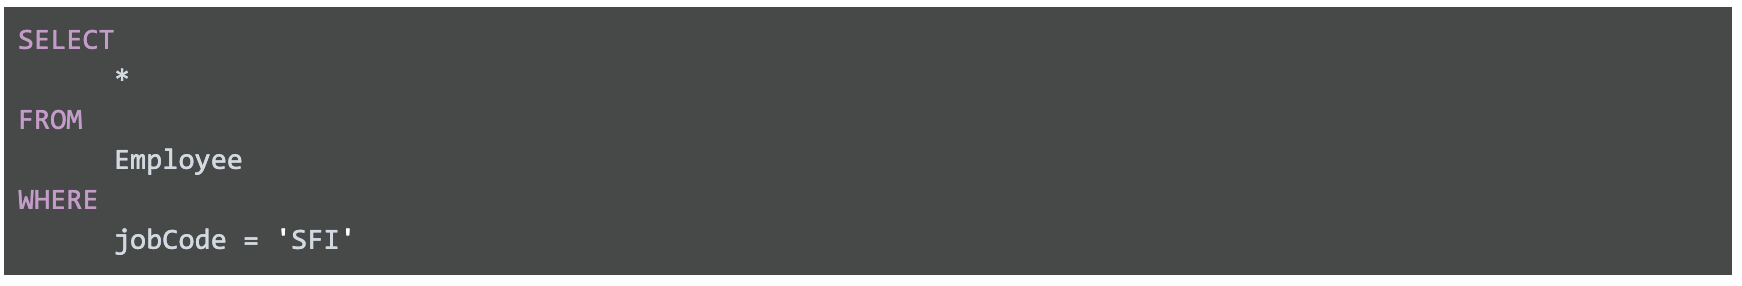 SELECT
*
FROM
Employee
WHERE
jobCode = 'SFI'